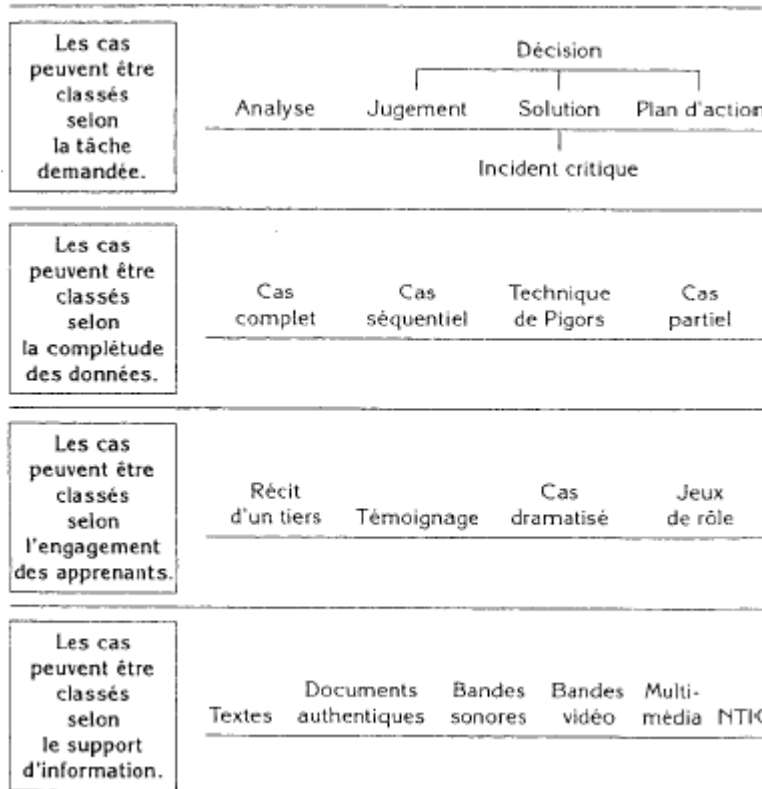 Les cas
peuvent être
classés
selon
la tâche
demandée.
Décision
Analyse Jugement Solution Plan d'action
Incident critique
Les cas
peuvent être
classés
selon
la complétude
des données.
Cas Cas Technique Cas
complet séquentiel de Pigors partiel
Les cas
peuvent être
classés
selon
l'engagement
des apprenants.
Récit Cas Jeux
d'un tiers Témoignage dramatisé de rôle
Les cas
peuvent être
classés
selon
le support
d'information.
Documents Bandes Bandes Multi-
Textes authentiques sonores vidéo média NTIC